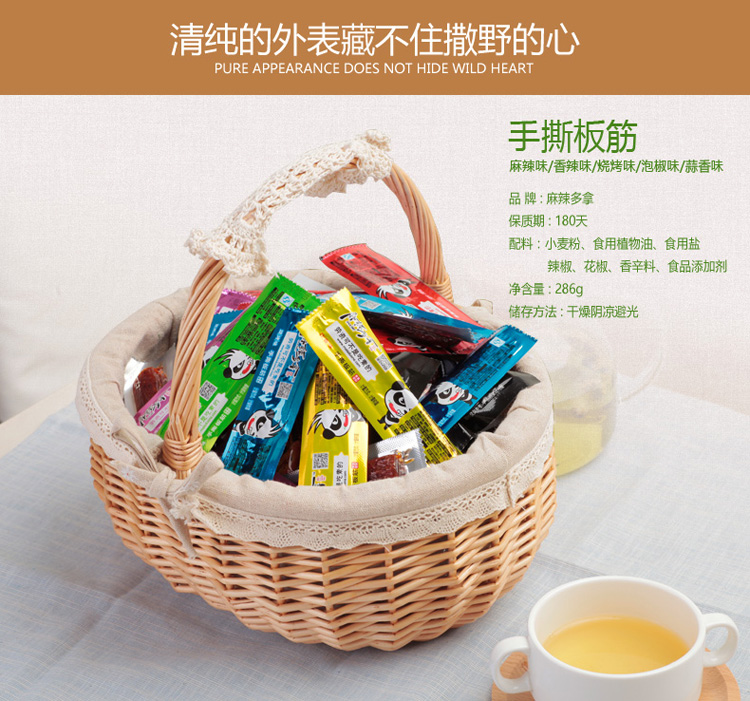 清纯的外表藏不住撒野的心
PURE APPEARANCE DOES NOT HIDE WILD HEART
手撕板筋
麻辣味/香辣味/烧烤味/泡椒味/蒜香味
品 牌 : 麻辣多拿
保质期 : 180天
配料 : 小麦粉、食用植物油、食用盐
辣椒、花椒、香辛料、食品添加剂
净含量 : 286g
储存方法 : 干燥阴凉避光